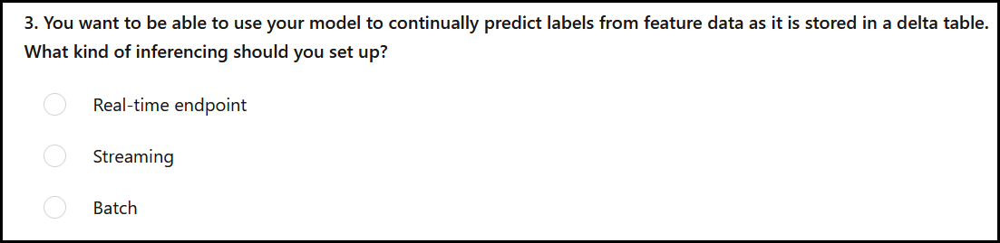 3. You want to be able to use your model to continually predict labels from feature data as it is stored in a delta table.
What kind of inferencing should you set up?
Real-time endpoint
Streaming
Batch